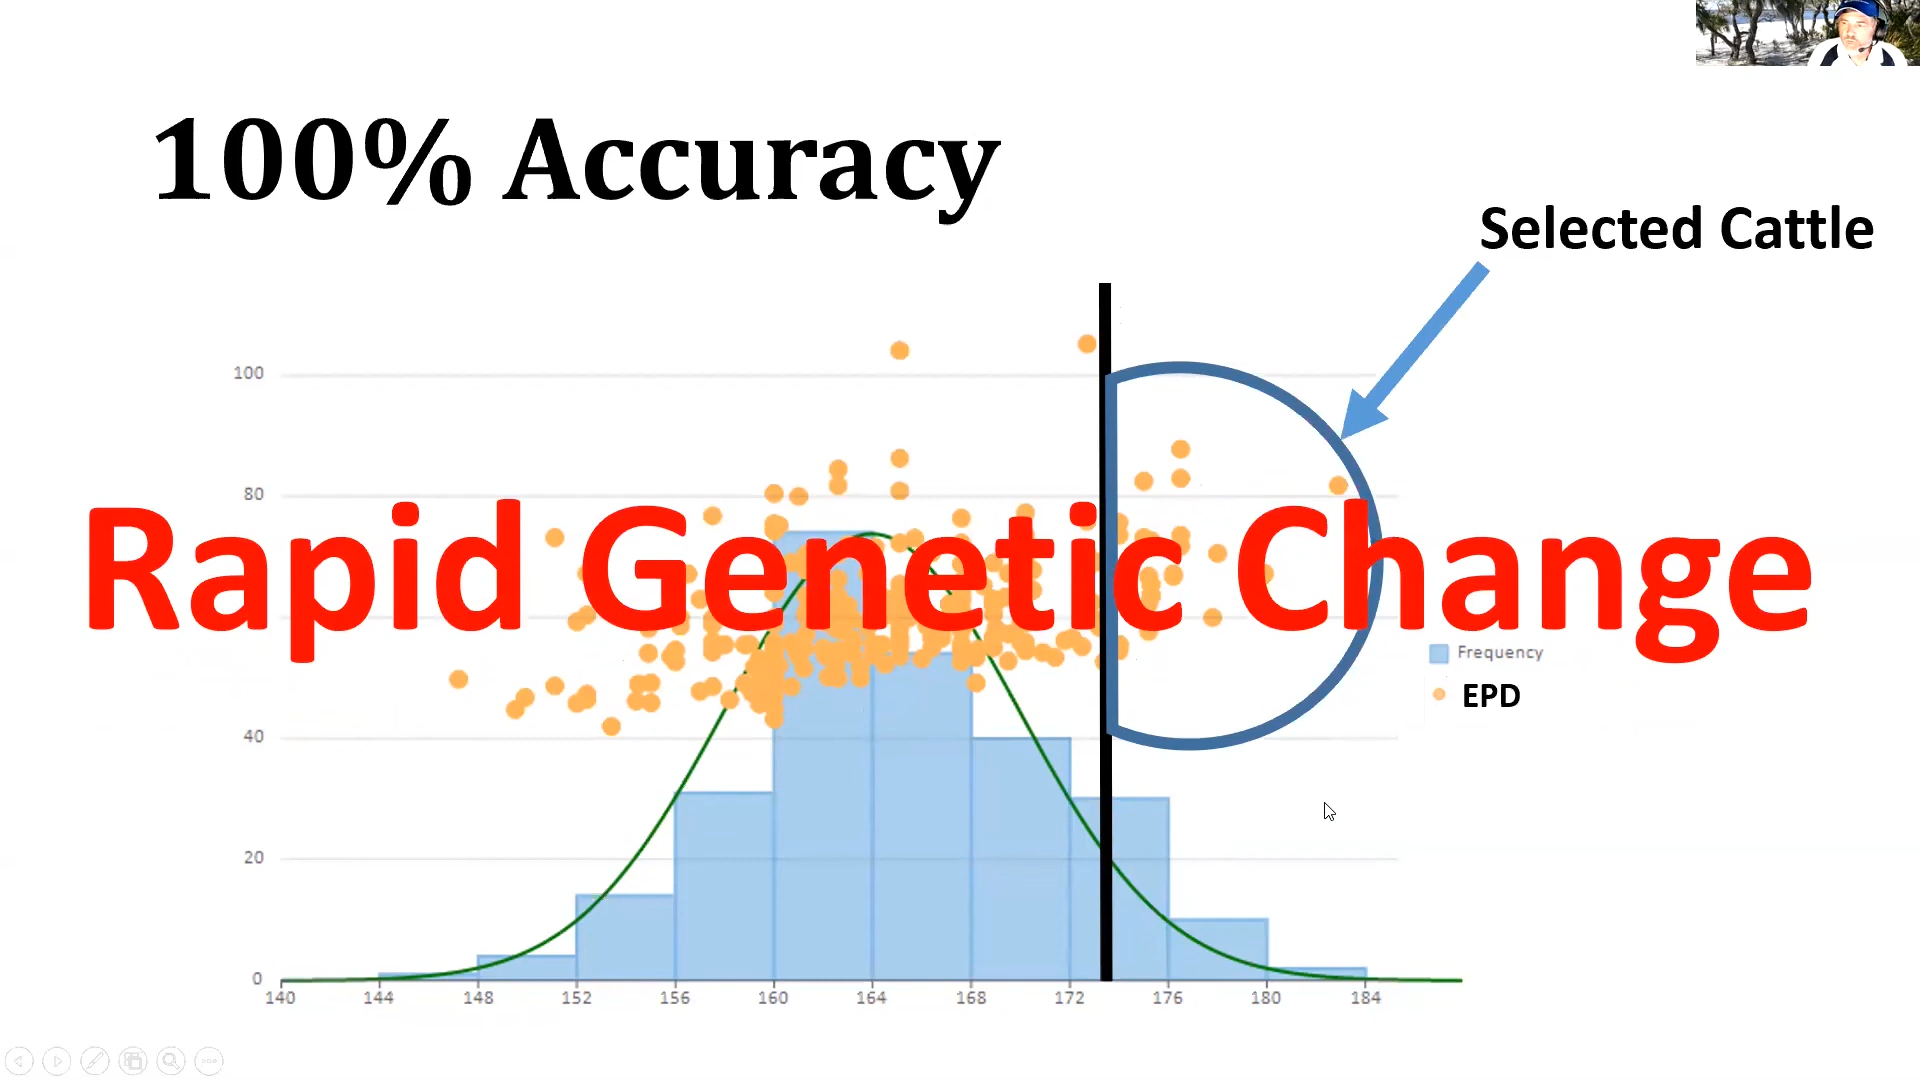 100% Accuracy
Selected Cattle
100
80
Rapid Genetic Change
Frequency
EPD
40
20
0
140 144 148 152 156 160 164 168 172 176 180 184